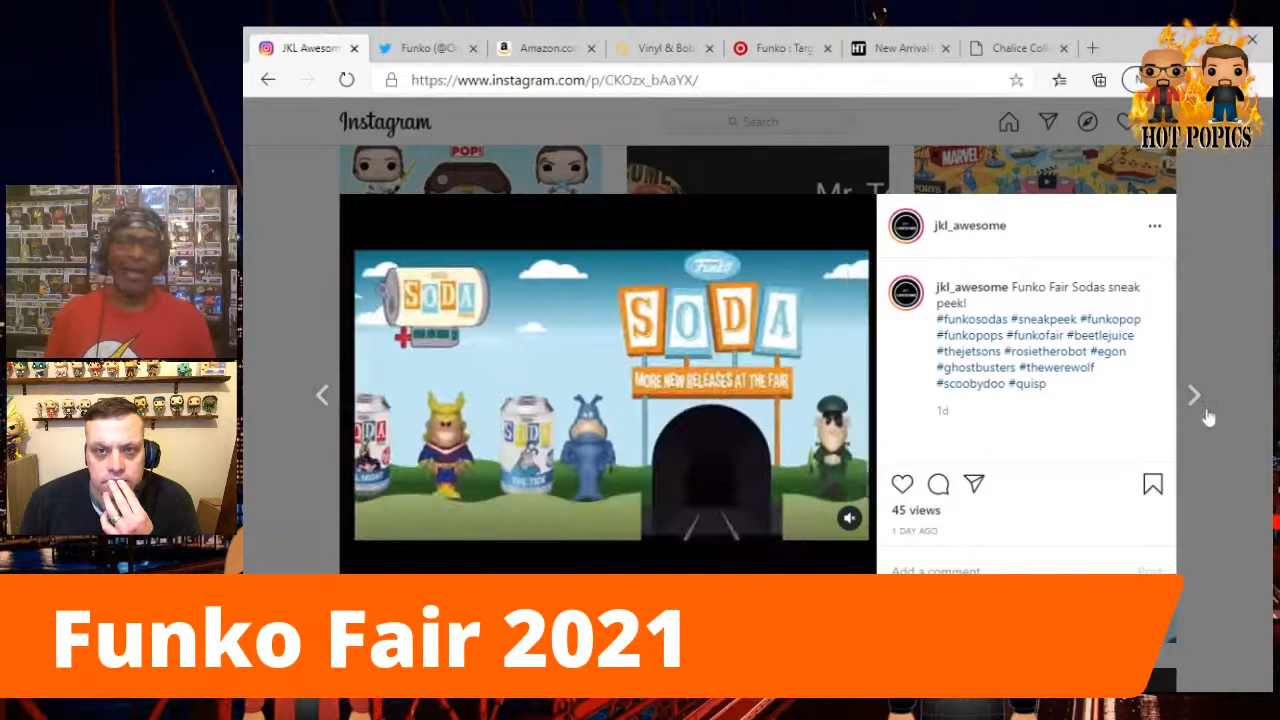 JKL Awesom
Funko (@O
Amazon.co
Vinyl & Bob
Funko : Targ
HT
New Arrival
Chalice Coll
https://www.instagram.com/p/CKOzx_bAaYX/
HOT POPICS
Instagram
Search
POP!
Mr. T
MARVEL
jkl_awesome
SODA
Funko
SODA
MORE NEW RELEASES AT THE FAIR
SODA
THE TICK
jkl_awesome Funko Fair Sodas sneak
peek!
#funkosodas #sneakpeek #funkopop
#funkopops #funkofair #beetlejuice
#thejetsons #rosietherobot #egon
#ghostbusters #thewerewolf
#scoobydoo #quisp
1d
45 views
1 DAY AGO
Add a comment
Post
Funko Fair 2021